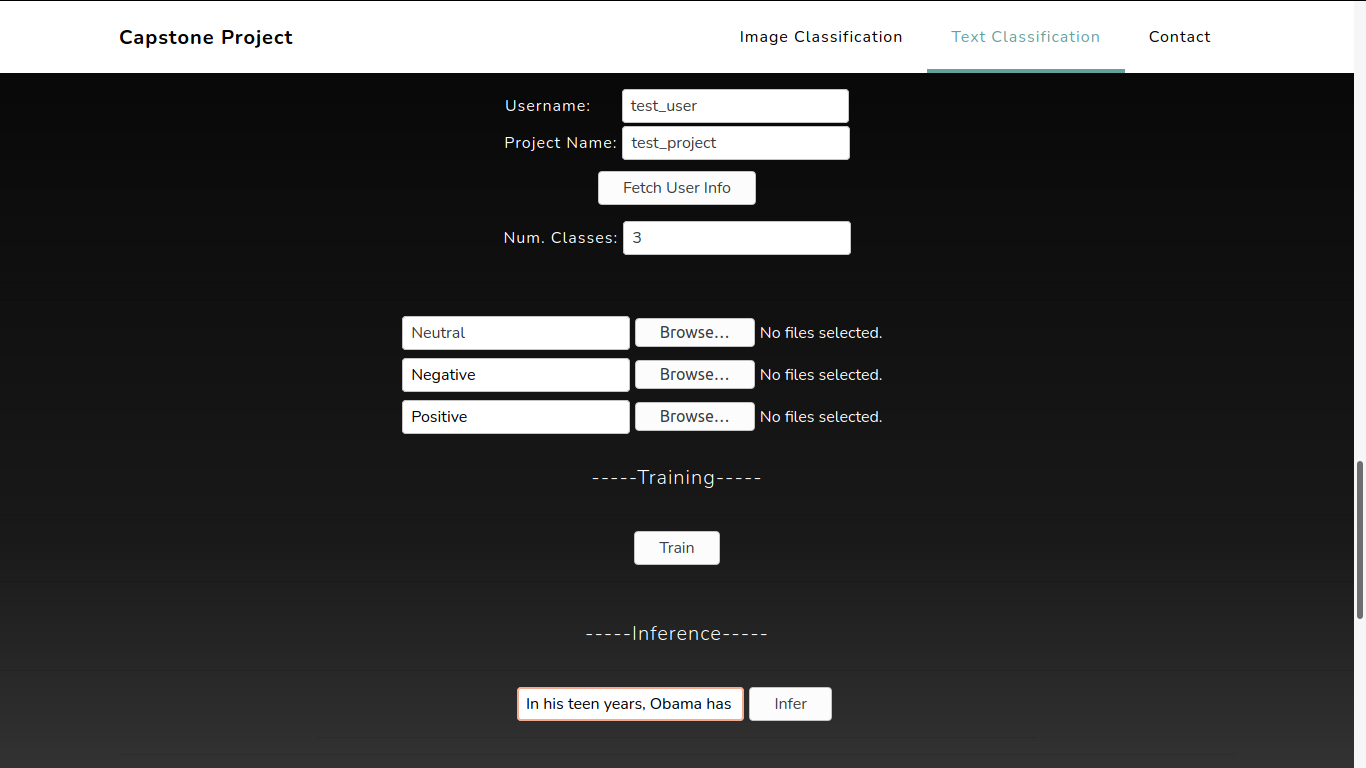 Capstone Project Image Classification Text Classification Contact
Username: test_user
Project Name: test_project
Fetch User Info
Num. Classes: 3
Neutral Browse... No files selected.
Negative Browse... No files selected.
Positive Browse... No files selected.
-----Training-----
Train
-----Inference-----
In his teen years, Obama has Infer